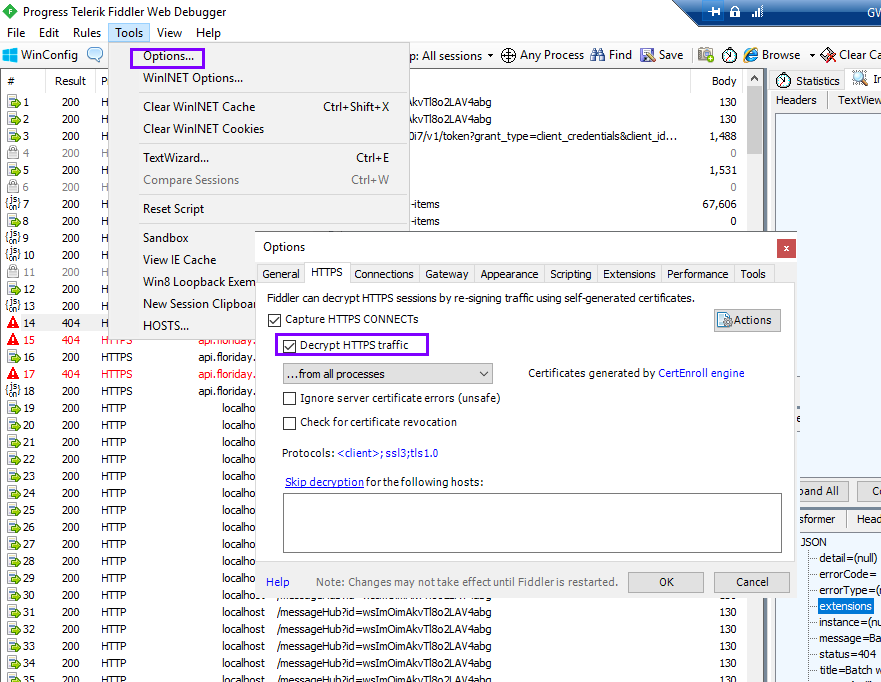 Progress Telerik Fiddler Web Debugger
File Edit Rules Tools View Help
WinConfig
Options...
p: All sessions Any Process Find Save Browse Clear Ca
# Result P Body Statistics In
Headers TextView
WinINET Options...
Clear WinINET Cache Ctrl+Shift+X
Clear WinINET Cookies
TextWizard... Ctrl+E
Compare Sessions Ctrl+W
Reset Script
Sandbox
View IE Cache
Win8 Loopback Exem
New Session Clipboar
HOSTS...
1 200 H AkvTl8o2LAV4abg 130
2 200 H AkvTl8o2LAV4abg 130
3 200 H 0i7/v1/token?grant_type=client_credentials&client_id... 1,488
4 200 H 0
5 200 H 1,531
6 200 H 0
7 200 H -items 67,606
8 200 H -items 0
9 200 H
10 200 H
11 200 H
12 200 H
13 200 H
14 404 H
15 404 HTTPS api.floriday.
16 200 HTTPS api.floriday.
17 404 HTTPS api.floriday.
18 200 HTTPS api.floriday.
19 200 HTTP localho
20 200 HTTP localho
21 200 HTTP localho
22 200 HTTP localho
23 200 HTTP localho
24 200 HTTP localho
25 200 HTTP localho
26 200 HTTP localho
27 200 HTTP localho
28 200 HTTP localho
29 200 HTTP localho
30 200 HTTP localhost /messageHub?id=wsImOimAkvTl8o2LAV4abg 130
31 200 HTTP localhost /messageHub?id=wsImOimAkvTl8o2LAV4abg 130
32 200 HTTP localhost /messageHub?id=wsImOimAkvTl8o2LAV4abg 130
33 200 HTTP localhost /messageHub?id=wsImOimAkvTl8o2LAV4abg 130
34 200 HTTP localhost /messageHub?id=wsImOimAkvTl8o2LAV4abg 130
35 200 HTTP localhost /messageHub?id=wsImOimAkvTl8o2LAV4abg 130
Options
General HTTPS Connections Gateway Appearance Scripting Extensions Performance Tools
Fiddler can decrypt HTTPS sessions by re-signing traffic using self-generated certificates.
Capture HTTPS CONNECTs
Actions
Decrypt HTTPS traffic
...from all processes
Certificates generated by CertEnroll engine
Ignore server certificate errors (unsafe)
Check for certificate revocation
Protocols: <client>;ssl3;tls1.0
Skip decryption for the following hosts:
Help Note: Changes may not take effect until Fiddler is restarted. OK Cancel
GW
pand All Co
sformer Head
JSON
detail=(null)
errorCode=
errorType=(n
extensions
instance=(nu
message=Bat
status=404
title=Batch w